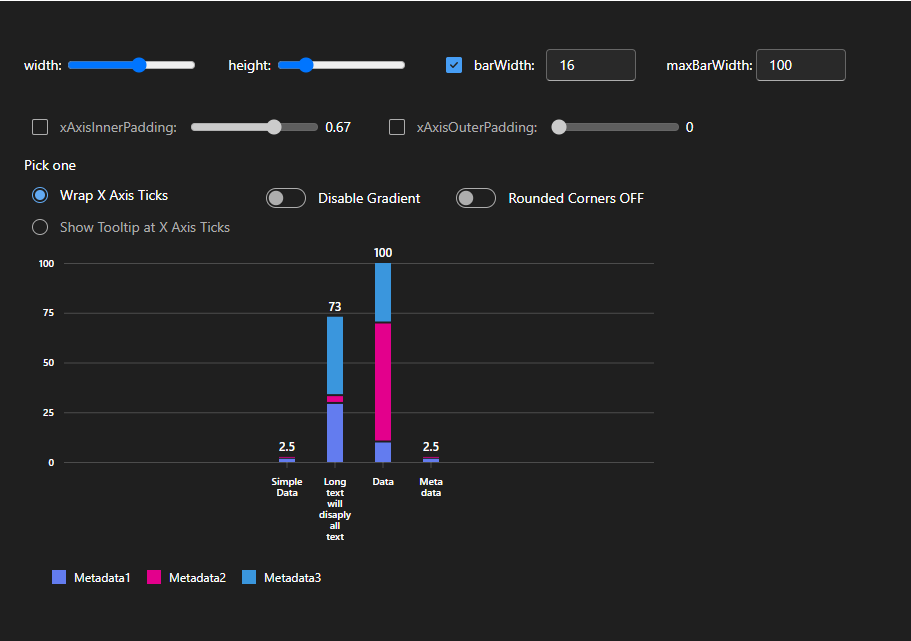 width: height: barWidth: 16 maxBarWidth: 100
xAxisInnerPadding: 0.67 xAxisOuterPadding: 0
Pick one
Wrap X Axis Ticks Disable Gradient Rounded Corners OFF
Show Tooltip at X Axis Ticks
100
100
75
73
50
25
2.5 2.5
0
Simple Long Data Meta
Data text data
will
disaply
all
text
Metadata1 Metadata2 Metadata3